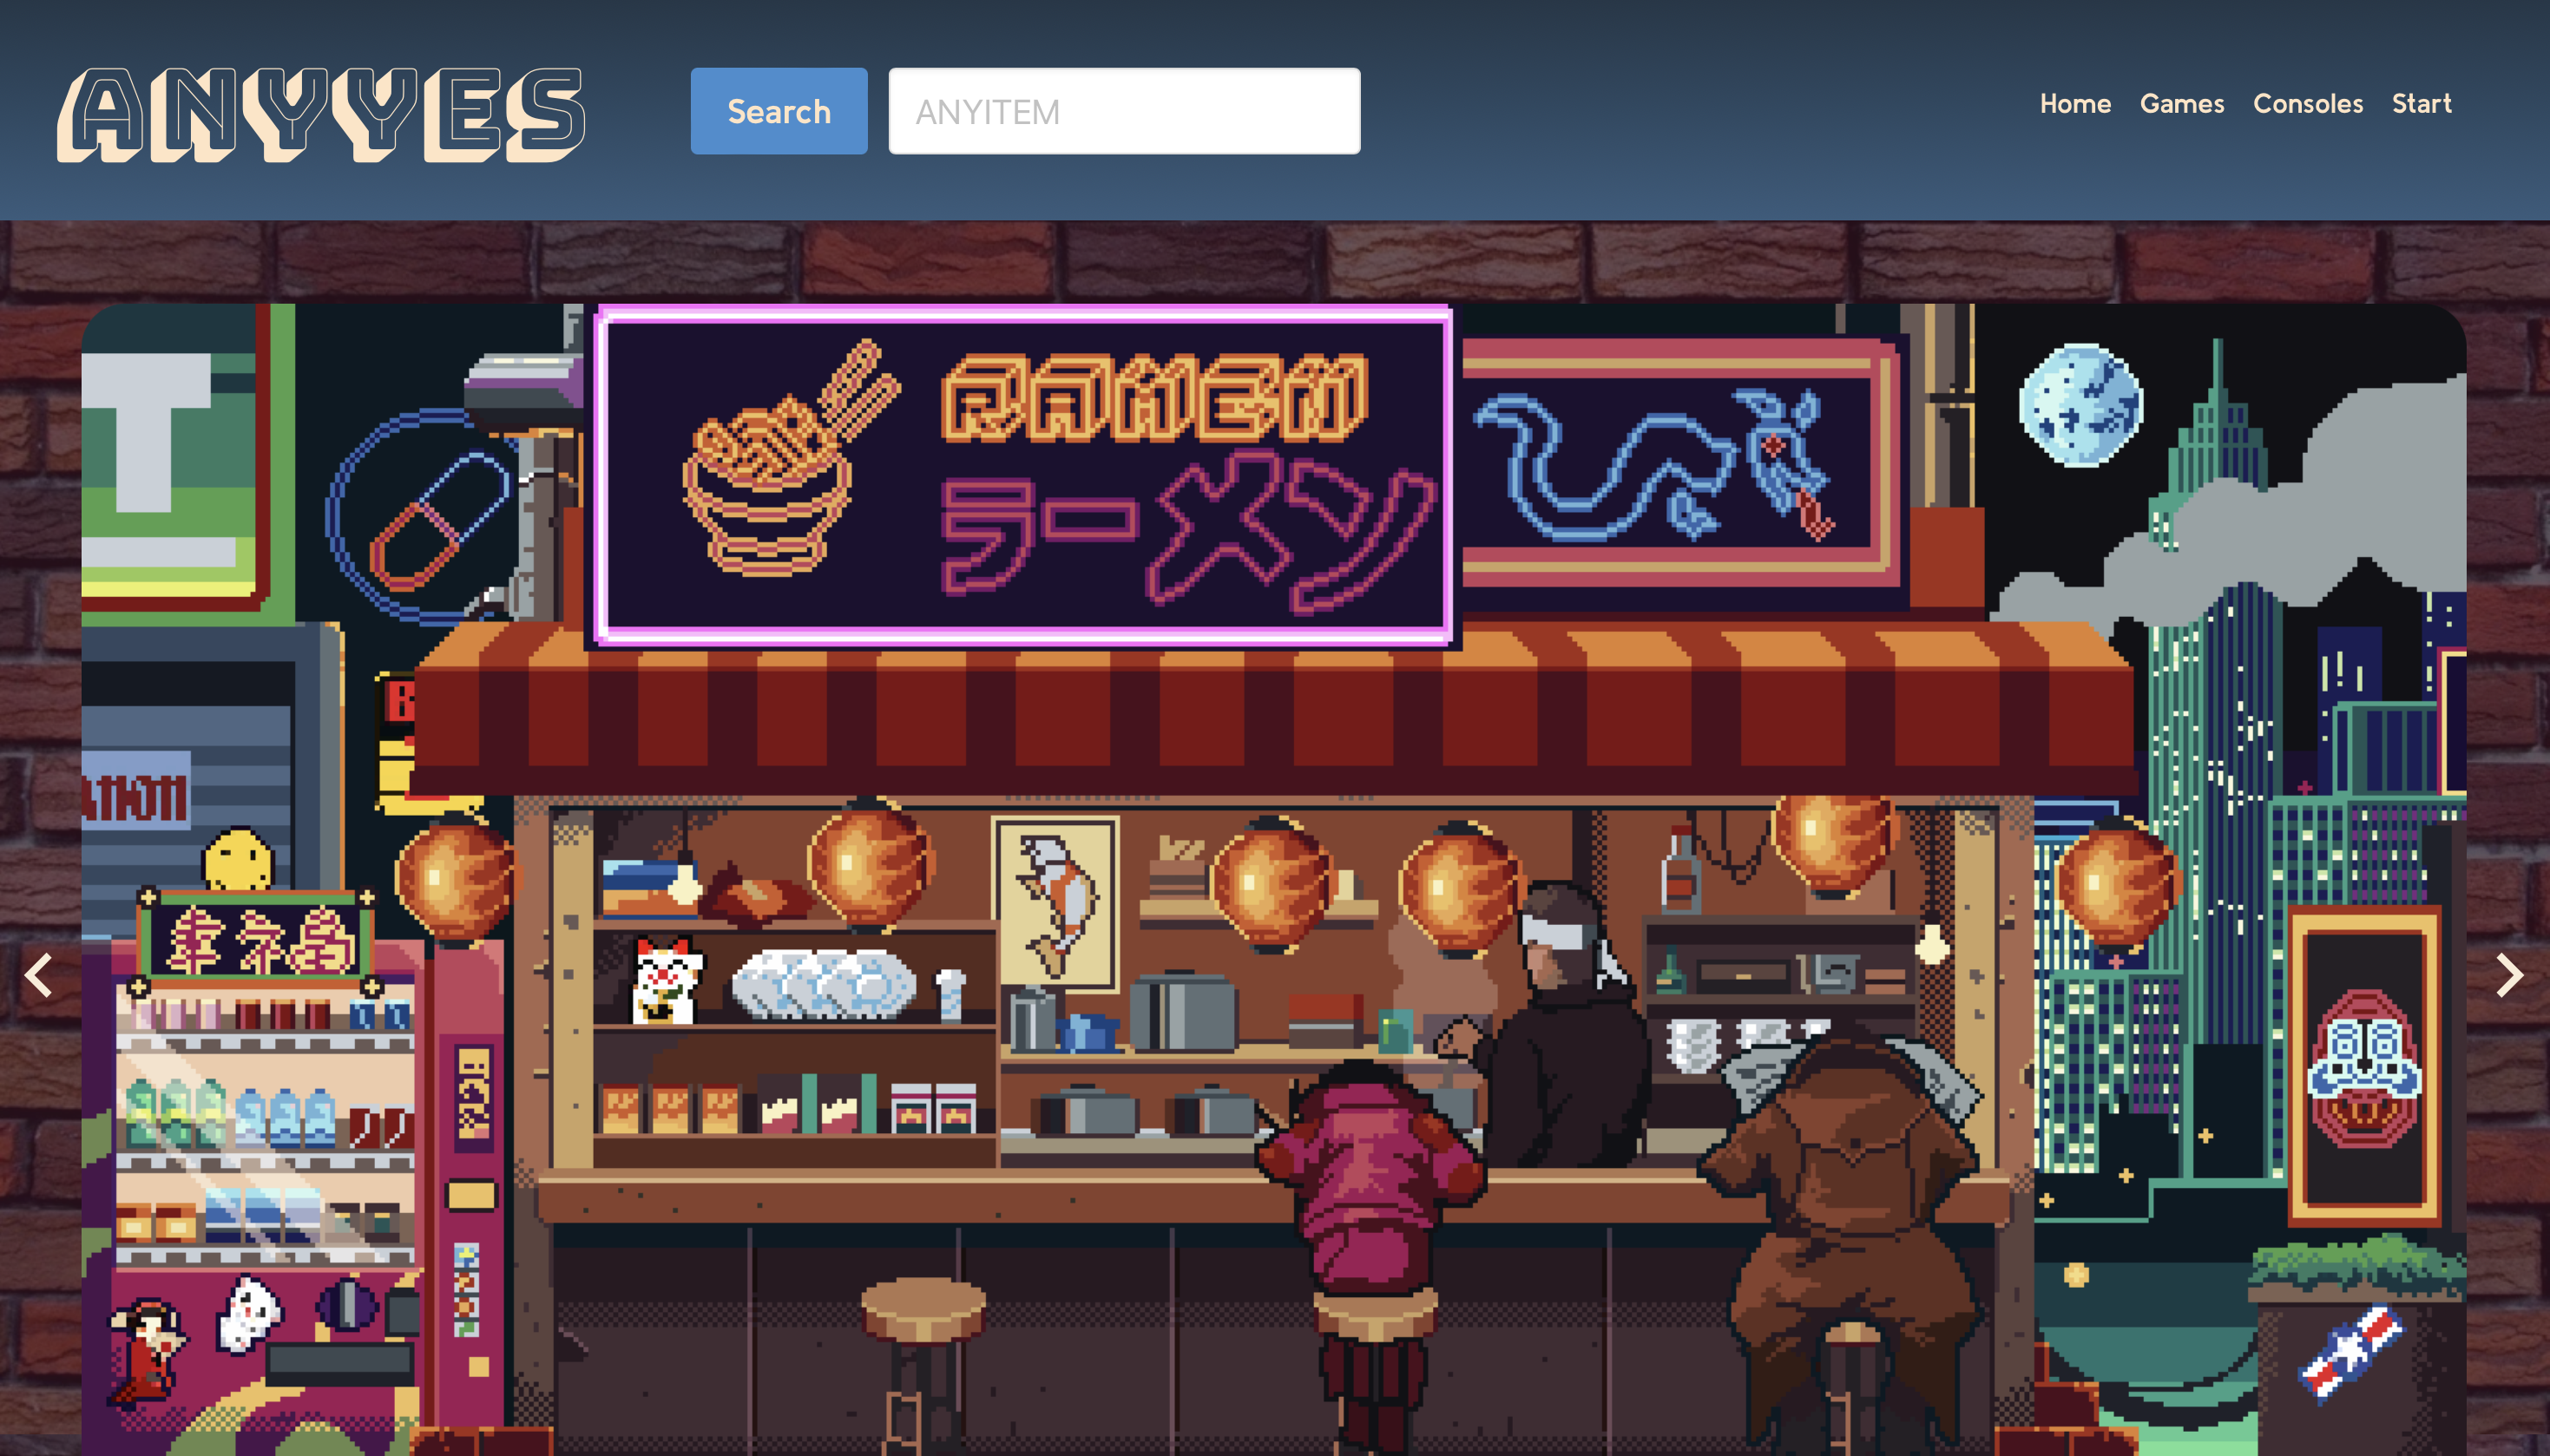 ANYYES
Search
ANYITEM
Home Games Consoles Start
RAMEN
ラーメン